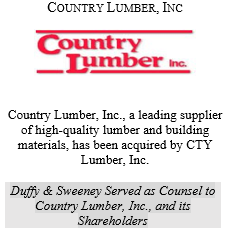 COUNTRY LUMBER, INC
Country
Lumber, Inc.
Country Lumber, Inc., a leading supplier
of high-quality lumber and building
materials, has been acquired by CTY
Lumber, Inc.
Duffy & Sweeney Served as Counsel to
Country Lumber, Inc., and its
Shareholders